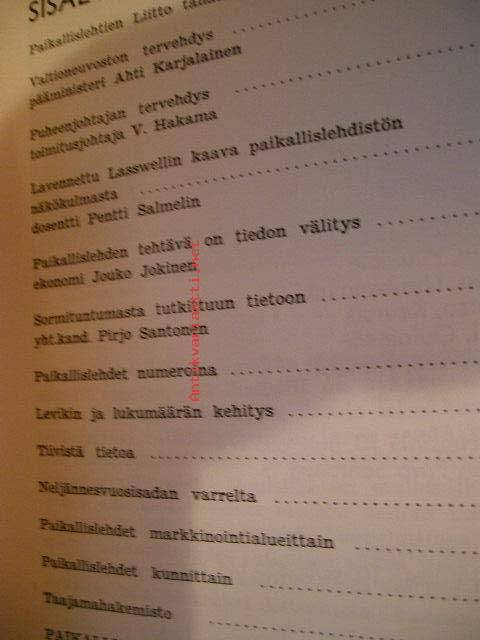 Paikallislehtien Liitto
Valtioneuvoston tervehdys
pääministeri Ahti Karjalainen
Puheenjohtajan tervehdys
toimitusjohtaja V. Hakama
Lavennettu Lasswellin kaava paikallislehdistön
näkökulmasta
dosentti Pentti Salmelin
Paikallislehden tehtävä on tiedon välitys
ekonomi Jouko Jokinen
Sormituntumasta tutkittuun tietoon
yht.kand. Pirjo Santonen
Paikallislehdet numeroina
Levikin ja lukumäärän kehitys
Tiivistä tietoa
Neljännesvuosisadan varrelta
Paikallislehdet markkinointialueittain
Paikallislehdet kunnittain
Taajamahakemisto